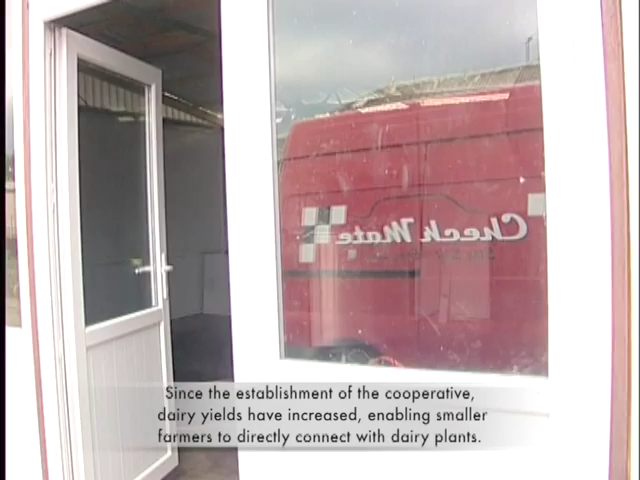 Check Mate
Since the establishment of the cooperative,
dairy yields have increased, enabling smaller
farmers to directly connect with dairy plants.